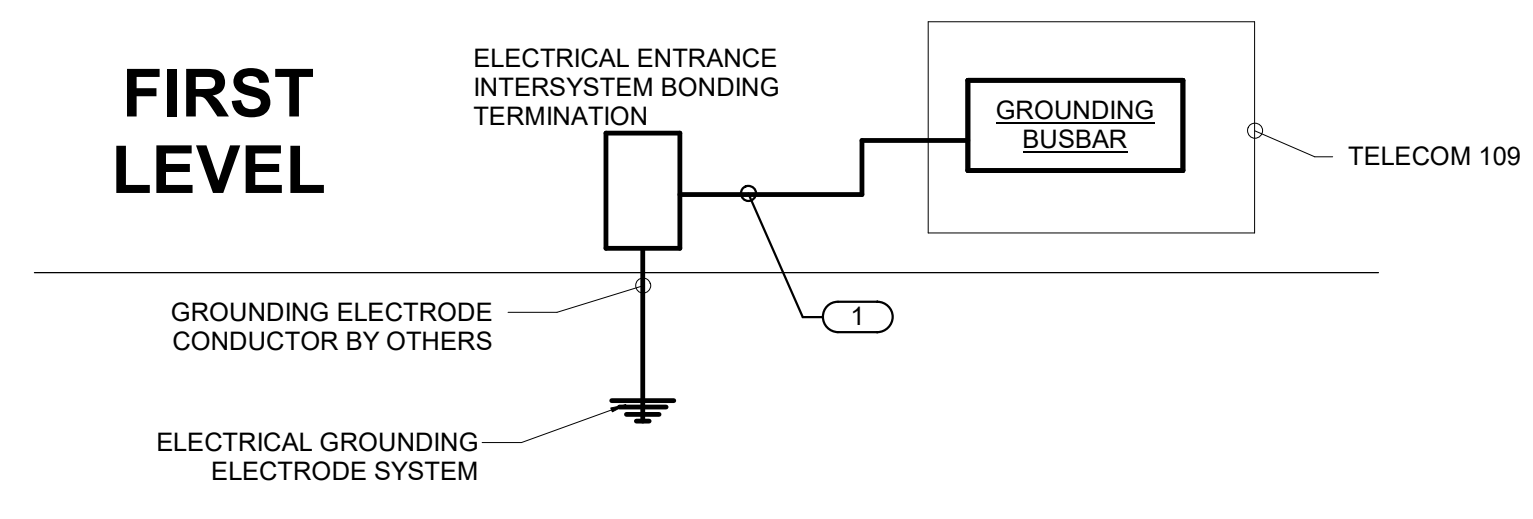 FIRST
LEVEL
ELECTRICAL ENTRANCE
INTERSYSTEM BONDING
TERMINATION
GROUNDING
BUSBAR
TELECOM 109
GROUNDING ELECTRODE
CONDUCTOR BY OTHERS
1
ELECTRICAL GROUNDING
ELECTRODE SYSTEM